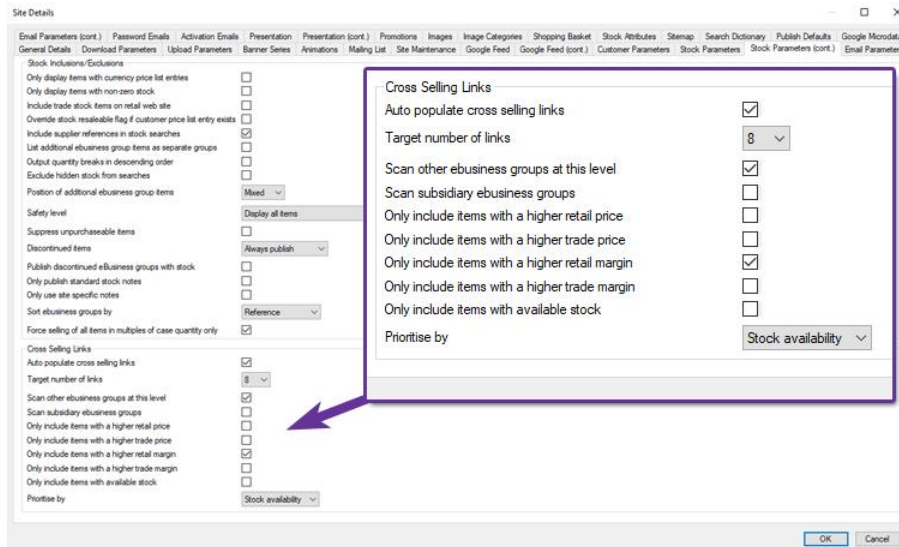 Site Details
Email Parameters (cont.) Password Emails Activation Emails Presentation Presentation (cont.) Promotions Images Image Categories Shopping Basket Stock Attributes Sitemap Search Dictionary Publish Defaults Google Microdat
General Details Download Parameters Upload Parameters Banner Series Animations Mailing List Site Maintenance Google Feed Google Feed (cont.) Customer Parameters Stock Parameters Stock Parameters (cont.) Email Parameter
Stock Inclusions/Exclusions
Only display items with currency price list entries
Only display items with non-zero stock
Include trade stock items on retail web site
Override stock resaleable flag if customer price list entry exists
Include supplier references in stock searches
List additional ebusiness group items as separate groups
Output quantity breaks in descending order
Exclude hidden stock from searches
Position of additional ebusiness group items Mixed
Safety level Display all items
Suppress unpurchaseable items
Discontinued items Always publish
Publish discontinued eBusiness groups with stock
Only publish standard stock notes
Only use site specific notes
Sort ebusiness groups by Reference
Force selling of all items in multiples of case quantity only
Cross Selling Links
Auto populate cross selling links
Target number of links 8
Scan other ebusiness groups at this level
Scan subsidiary ebusiness groups
Only include items with a higher retail price
Only include items with a higher trade price
Only include items with a higher retail margin
Only include items with a higher trade margin
Only include items with available stock
Prioritise by Stock availability
Cross Selling Links
Auto populate cross selling links
Target number of links 8
Scan other ebusiness groups at this level
Scan subsidiary ebusiness groups
Only include items with a higher retail price
Only include items with a higher trade price
Only include items with a higher retail margin
Only include items with a higher trade margin
Only include items with available stock
Prioritise by Stock availability
OK Cancel